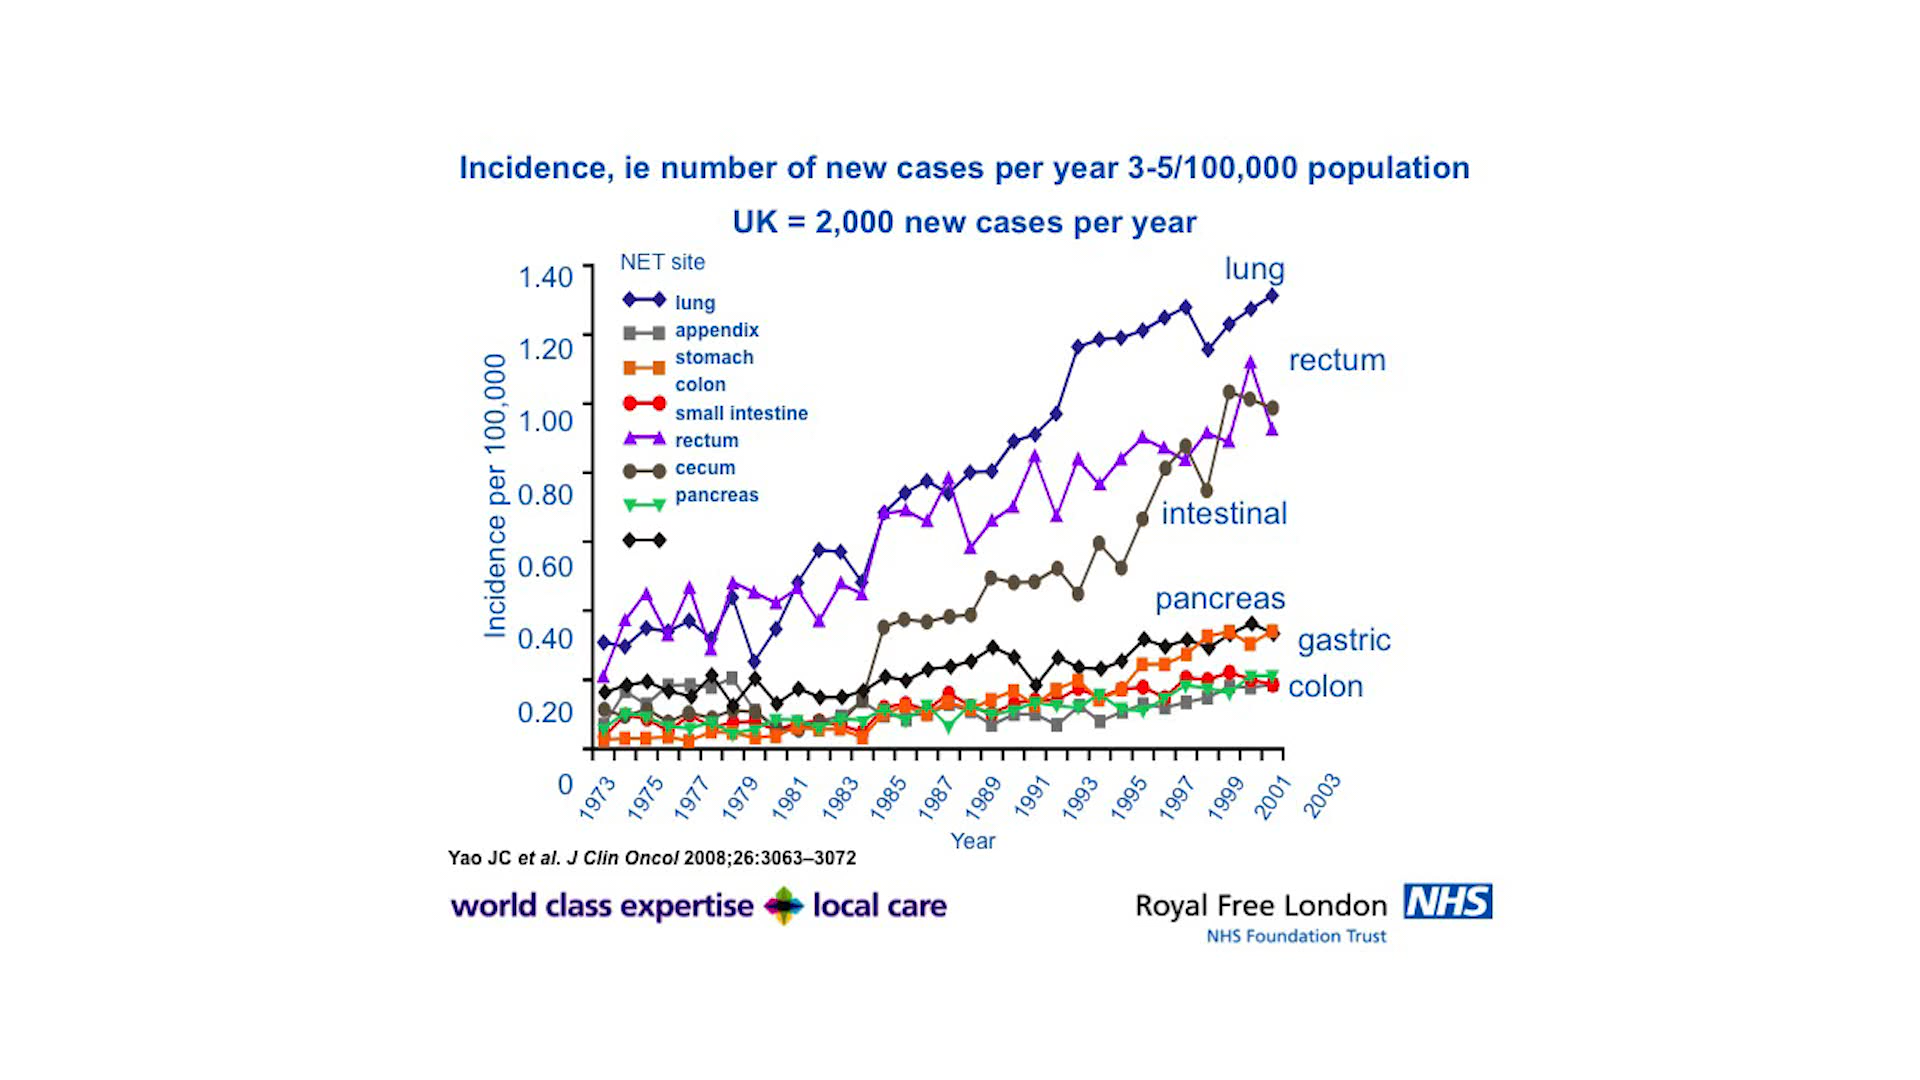 Incidence, ie number of new cases per year 3-5/100,000 population
UK = 2,000 new cases per year
NET site
lung
appendix
stomach
colon
small intestine
rectum
cecum
pancreas
Incidence per 100,000
1.40
1.20
1.00
0.80
0.60
0.40
0.20
0
lung
rectum
intestinal
pancreas
gastric
colon
1973 1975 1977 1979 1981 1983 1985 1987 1989 1991 1993 1995 1997 1999 2001 2003
Year
Yao JC et al. J Clin Oncol 2008;26:3063–3072
world class expertise local care
Royal Free London NHS
NHS Foundation Trust